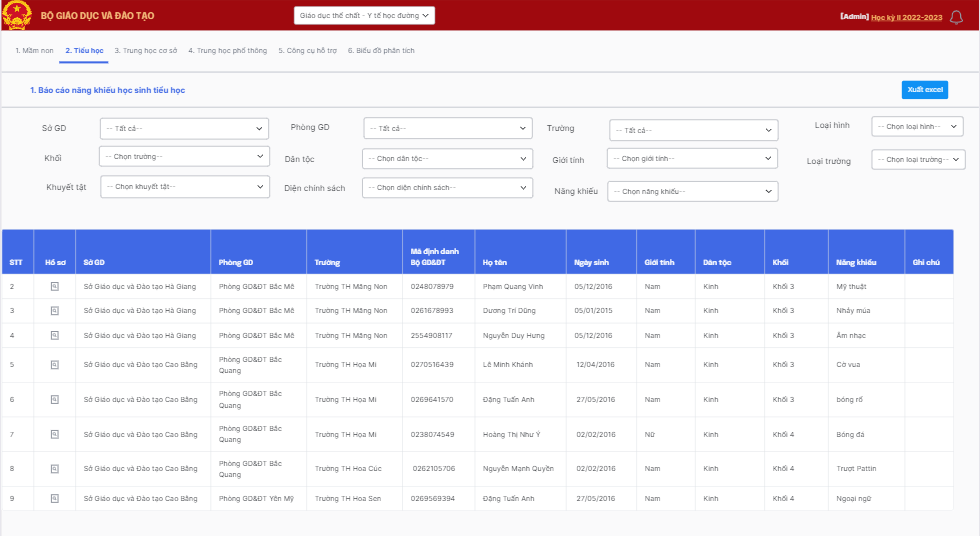 BỘ GIÁO DỤC VÀ ĐÀO TẠO
Giáo dục thể chất - Y tế học đường
[Admin] Học kỳ II 2022-2023
1. Mầm non 2. Tiểu học 3. Trung học cơ sở 4. Trung học phổ thông 5. Công cụ hỗ trợ 6. Biểu đồ phân tích
1. Báo cáo năng khiếu học sinh tiểu học
Xuất excel
Sở GD -- Tất cả-- Phòng GD -- Tất cả-- Trường -- Tất cả-- Loại hình -- Chọn loại hình--
Khối -- Chọn trường-- Dân tộc -- Chọn dân tộc-- Giới tính -- Chọn giới tính-- Loại trường -- Chọn loại trường--
Khuyết tật -- Chọn khuyết tật-- Diện chính sách -- Chọn diện chính sách-- Năng khiếu -- Chọn năng khiếu--
STT Hồ sơ Sở GD Phòng GD Trường Mã định danh Bộ GD&ĐT Họ tên Ngày sinh Giới tính Dân tộc Khối Năng khiếu Ghi chú
2 Sở Giáo dục và Đào tạo Hà Giang Phòng GD&ĐT Bắc Mê Trường TH Măng Non 0248078979 Phạm Quang Vinh 05/12/2016 Nam Kinh Khối 3 Mỹ thuật
3 Sở Giáo dục và Đào tạo Hà Giang Phòng GD&ĐT Bắc Mê Trường TH Măng Non 0261678993 Dương Trí Dũng 05/01/2015 Nam Kinh Khối 3 Nhảy múa
4 Sở Giáo dục và Đào tạo Hà Giang Phòng GD&ĐT Bắc Mê Trường TH Măng Non 2554908117 Nguyễn Duy Hưng 05/12/2016 Nam Kinh Khối 3 Âm nhạc
5 Sở Giáo dục và Đào tạo Cao Bằng Phòng GD&ĐT Bắc Quang Trường TH Họa Mi 0270516439 Lê Minh Khánh 12/04/2016 Nam Kinh Khối 3 Cờ vua
6 Sở Giáo dục và Đào tạo Cao Bằng Phòng GD&ĐT Bắc Quang Trường TH Họa Mi 0269641570 Đặng Tuấn Anh 27/05/2016 Nam Kinh Khối 3 bóng rổ
7 Sở Giáo dục và Đào tạo Cao Bằng Phòng GD&ĐT Bắc Quang Trường TH Họa Mi 0238074549 Hoàng Thị Như Ý 02/02/2016 Nữ Kinh Khối 4 Bóng đá
8 Sở Giáo dục và Đào tạo Cao Bằng Phòng GD&ĐT Bắc Quang Trường TH Hoa Cúc 0262105706 Nguyễn Mạnh Quyền 02/02/2016 Nam Kinh Khối 4 Trượt Pattin
9 Sở Giáo dục và Đào tạo Cao Bằng Phòng GD&ĐT Yên Mỹ Trường TH Hoa Sen 0269569394 Đặng Tuấn Anh 27/05/2016 Nam Kinh Khối 4 Ngoại ngữ